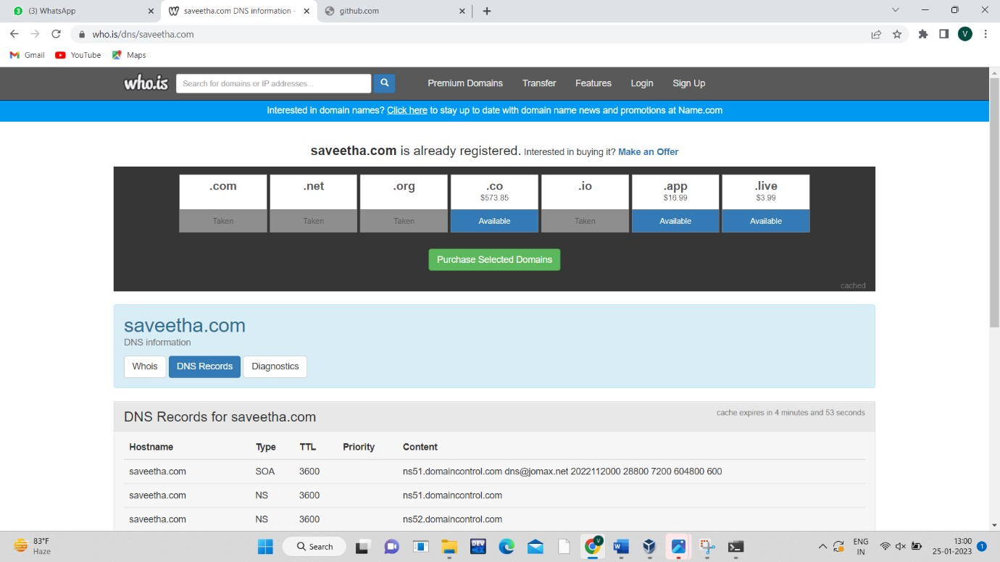 (3) WhatsApp
saveetha.com DNS information -
github.com
who.is/dns/saveetha.com
V
Gmail YouTube Maps
who.is Search for domains or IP addresses... Premium Domains Transfer Features Login Sign Up
Interested in domain names? Click here to stay up to date with domain name news and promotions at Name.com
saveetha.com is already registered. Interested in buying it? Make an Offer
.com .net .org .co .io .app .live
$573.85 $16.99 $3.99
Taken Taken Taken Available Taken Available Available
Purchase Selected Domains
cached
saveetha.com
DNS information
Whois DNS Records Diagnostics
DNS Records for saveetha.com cache expires in 4 minutes and 53 seconds
Hostname Type TTL Priority Content
saveetha.com SOA 3600 ns51.domaincontrol.com dns@jomax.net 2022112000 28800 7200 604800 600
saveetha.com NS 3600 ns51.domaincontrol.com
saveetha.com NS 3600 ns52.domaincontrol.com
83°F
Haze
Search
DEV
ENG
IN
13:00
25-01-2023
1